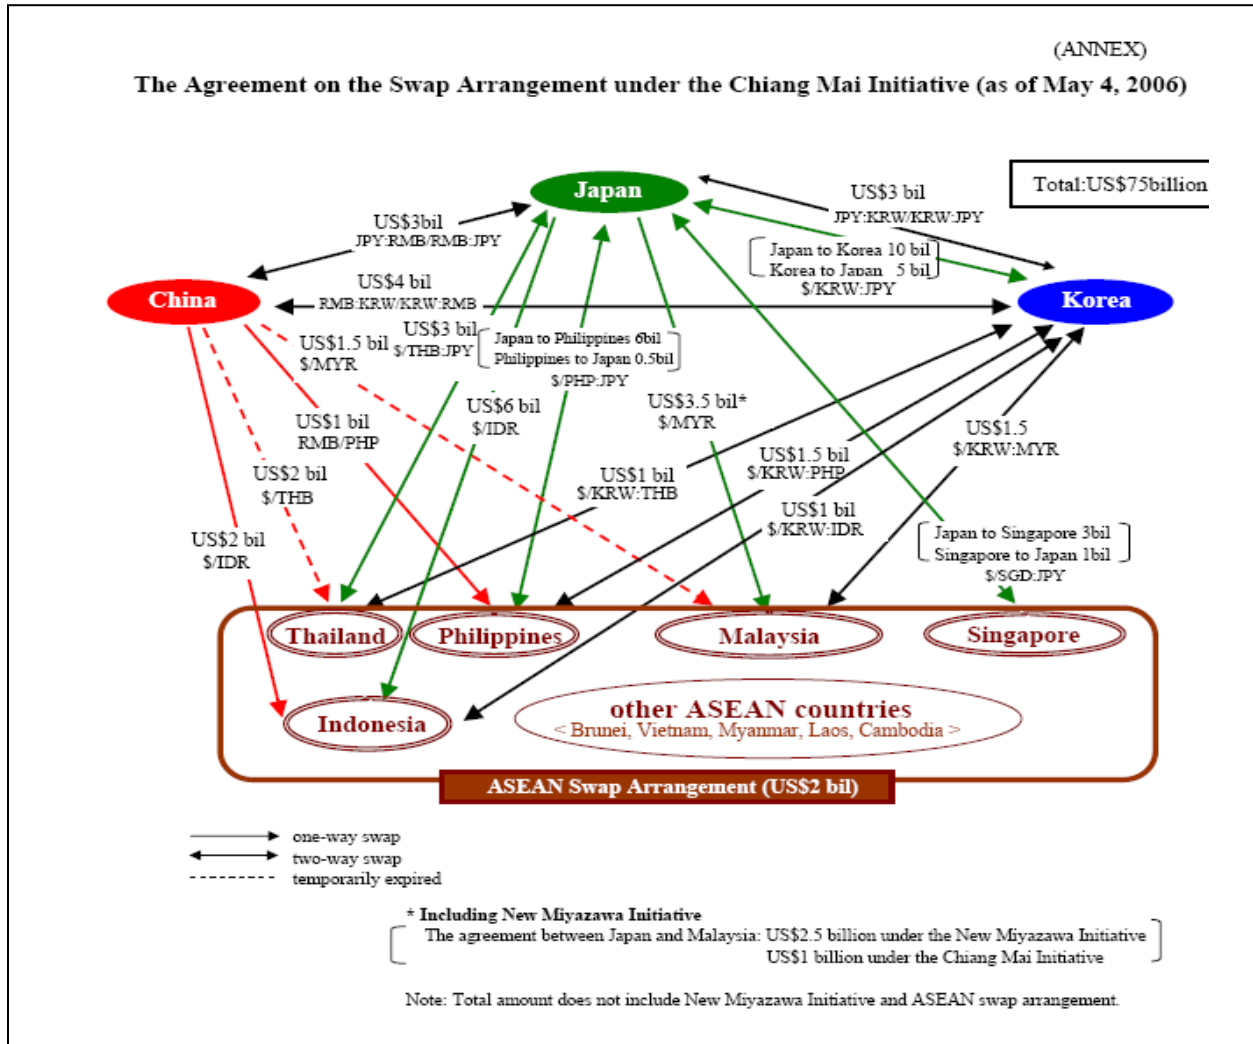 (ANNEX)
The Agreement on the Swap Arrangement under the Chiang Mai Initiative (as of May 4, 2006)
Total:US$75billion
Japan
US$3 bil
JPY:KRW/KRW:JPY
US$3bil
JPY:RMB/RMB:JPY
Japan to Korea 10 bil
Korea to Japan 5 bil
$/KRW:JPY
China
US$4 bil
RMB:KRW/KRW:RMB
Korea
US$1.5 bil
$/MYR
US$3 bil
$/THB:JPY
Japan to Philippines 6bil
Philippines to Japan 0.5bil
$/PHP:JPY
US$1 bil
RMB/PHP
US$6 bil
$/IDR
US$3.5 bil*
$/MYR
US$2 bil
$/THB
US$1 bil
$/KRW:THB
US$1.5 bil
$/KRW:PHP
US$1.5
$/KRW:MYR
US$2 bil
$/IDR
US$1 bil
$/KRW:IDR
Japan to Singapore 3bil
Singapore to Japan 1bil
$/SGD:JPY
Thailand
Philippines
Malaysia
Singapore
Indonesia
other ASEAN countries
< Brunei, Vietnam, Myanmar, Laos, Cambodia >
ASEAN Swap Arrangement (US$2 bil)
one-way swap
two-way swap
temporarily expired
* Including New Miyazawa Initiative
The agreement between Japan and Malaysia: US$2.5 billion under the New Miyazawa Initiative
US$1 billion under the Chiang Mai Initiative
Note: Total amount does not include New Miyazawa Initiative and ASEAN swap arrangement.